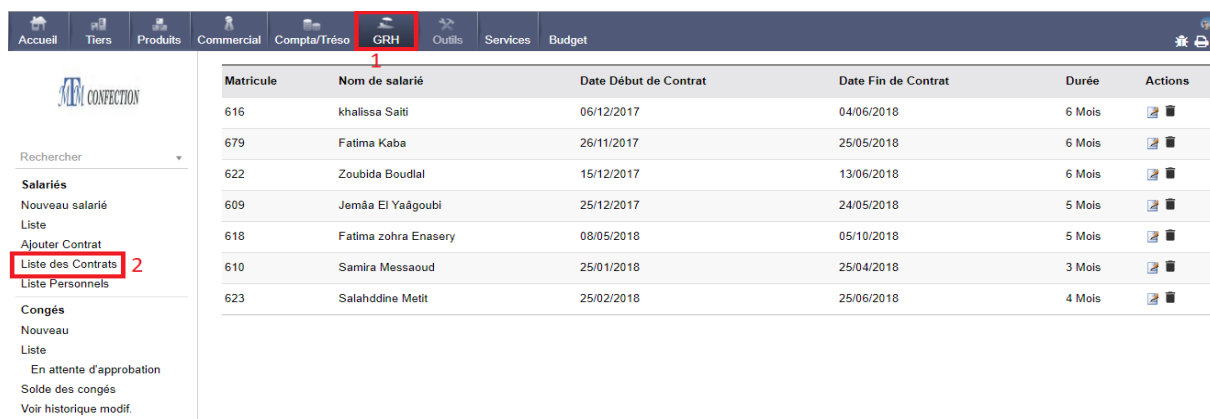 Accueil Tiers Produits Commercial Compta/Tréso GRH Outils Services Budget
1
MTM CONFECTION
Rechercher
Salariés
Nouveau salarié
Liste
Ajouter Contrat
Liste des Contrats 2
Liste Personnels
Congés
Nouveau
Liste
En attente d'approbation
Solde des congés
Voir historique modif.
Matricule Nom de salarié Date Début de Contrat Date Fin de Contrat Durée Actions
616 khalissa Saiti 06/12/2017 04/06/2018 6 Mois
679 Fatima Kaba 26/11/2017 25/05/2018 6 Mois
622 Zoubida Boudlal 15/12/2017 13/06/2018 6 Mois
609 Jemâa El Yaâgoubi 25/12/2017 24/05/2018 5 Mois
618 Fatima zohra Enasery 08/05/2018 05/10/2018 5 Mois
610 Samira Messaoud 25/01/2018 25/04/2018 3 Mois
623 Salahddine Metit 25/02/2018 25/06/2018 4 Mois